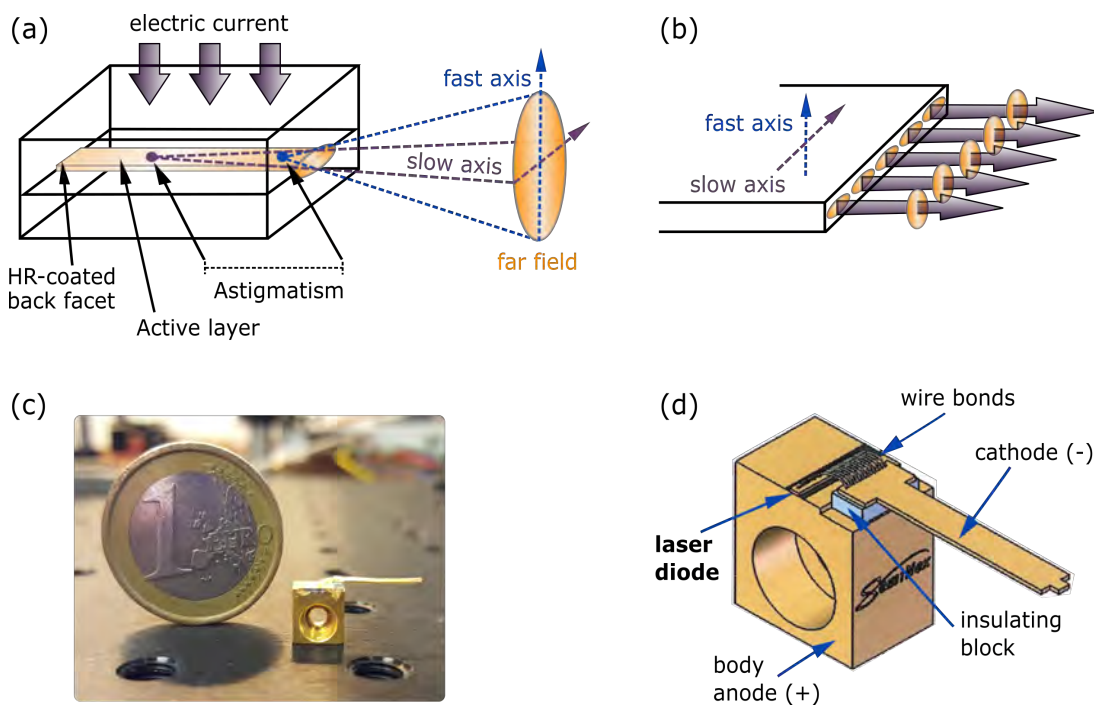 (a)
electric current
fast axis
slow axis
far field
HR-coated
back facet
Astigmatism
Active layer
(b)
fast axis
slow axis
(c)
1
(d)
wire bonds
cathode (-)
laser
diode
insulating
block
body
anode (+)